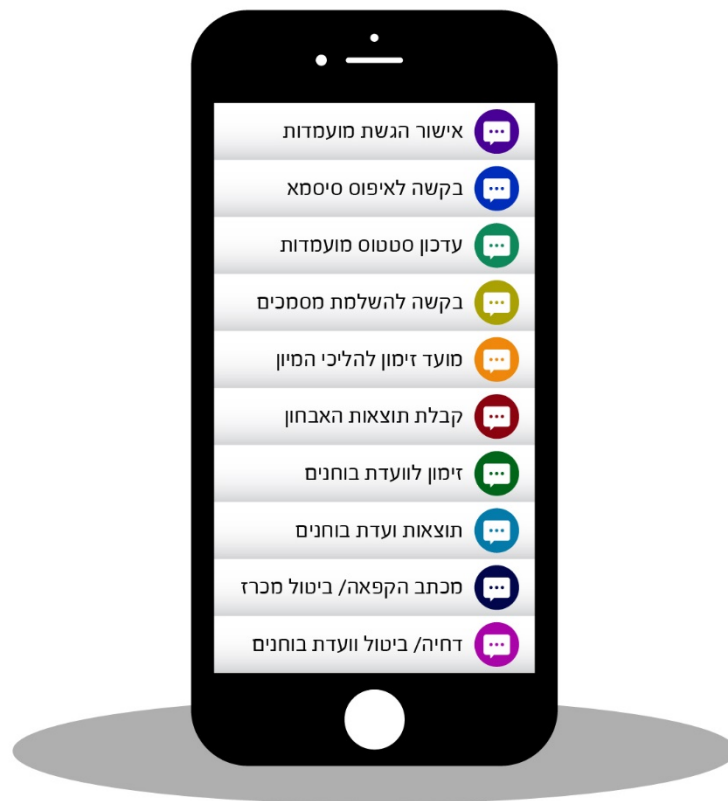 אישור הגשת מועמדות
בקשה לאיפוס סיסמא
עדכון סטטוס מועמדות
בקשה להשלמת מסמכים
מועד זימון להליכי המיון
קבלת תוצאות האבחון
זימון לוועדת בוחנים
תוצאות ועדת בוחנים
מכתב הקפאה/ ביטול מכרז
דחיה/ ביטול וועדת בוחנים